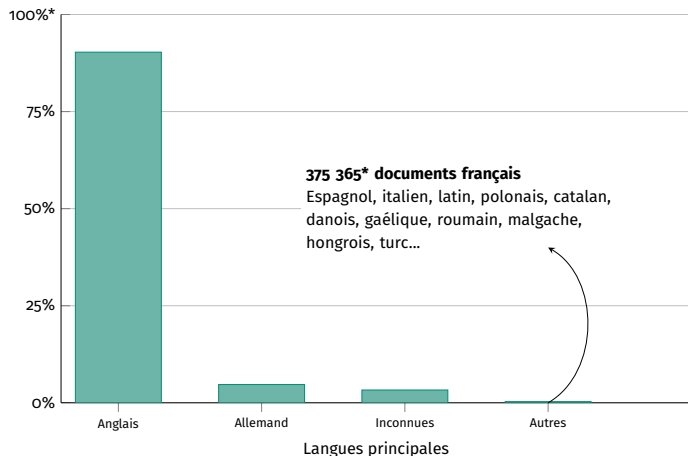 100%*
75%
50%
25%
0%
375 365* documents français
Espagnol, italien, latin, polonais, catalan,
danois, gaélique, roumain, malgache,
hongrois, turc...
Anglais
Allemand
Inconnues
Autres
Langues principales